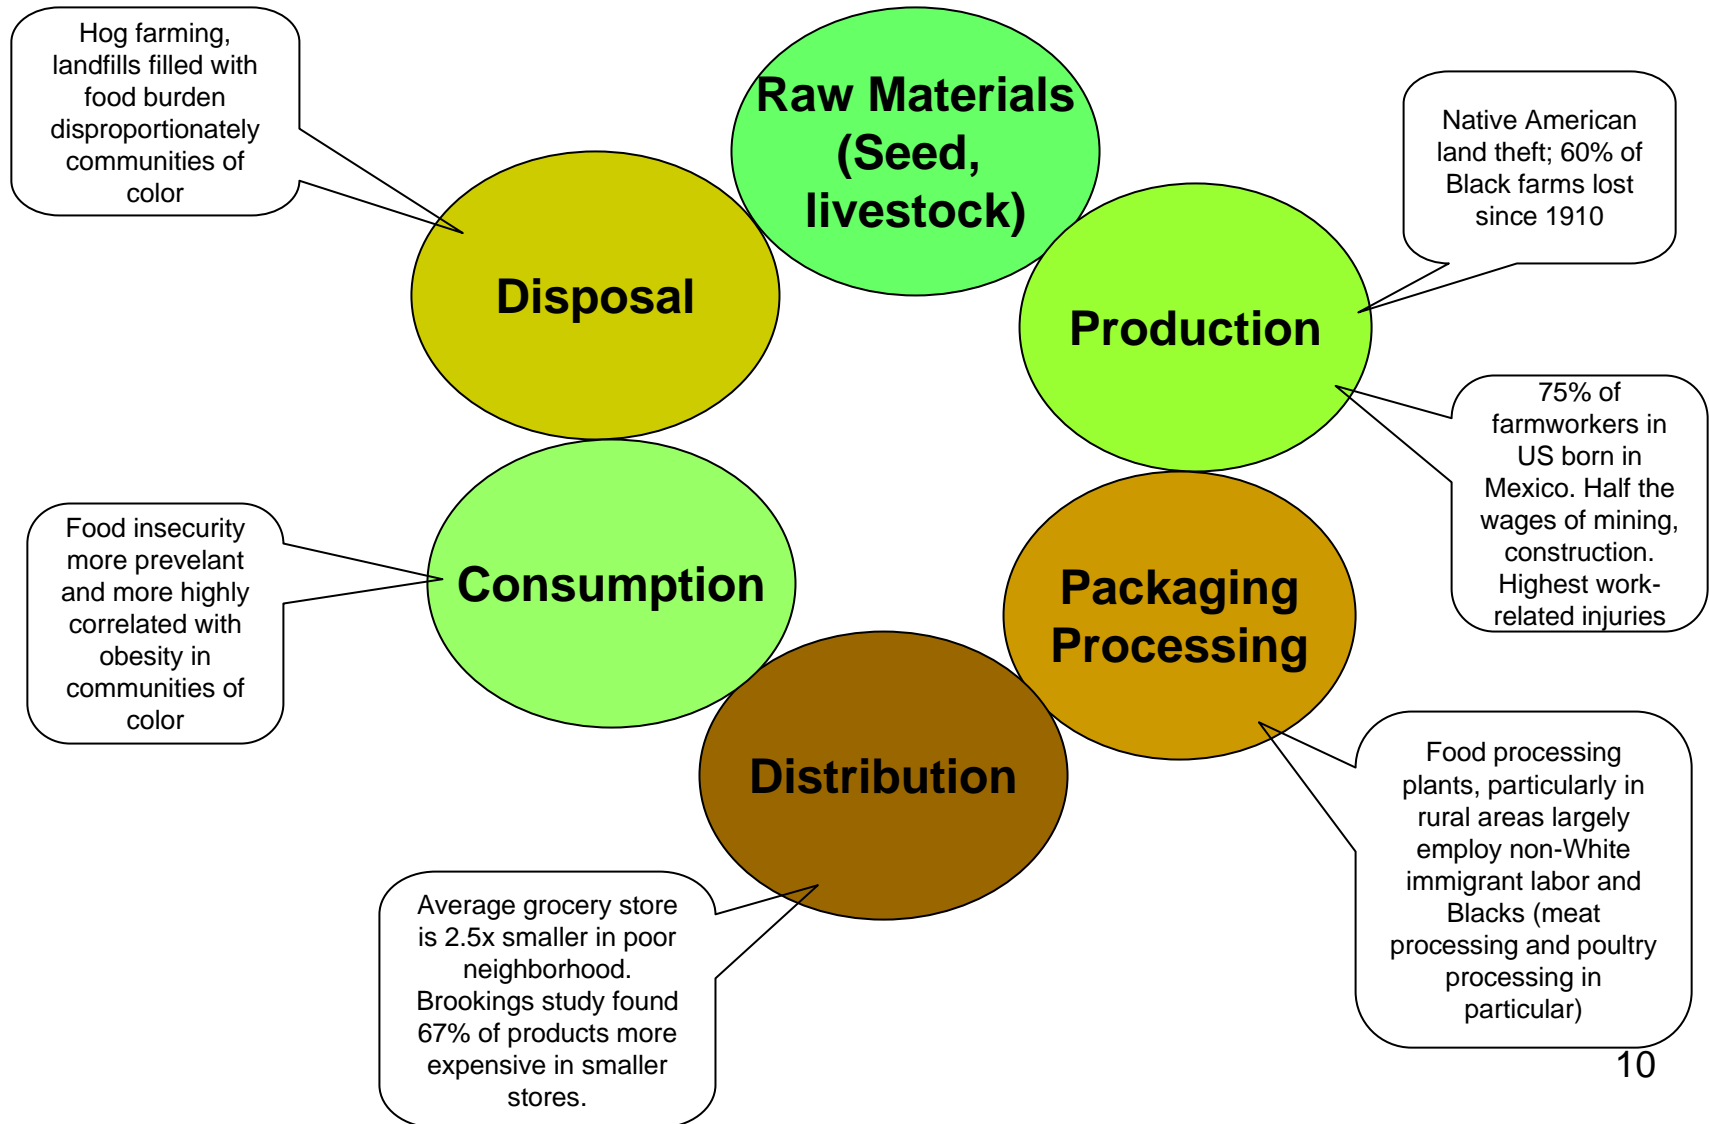 Hog farming,
landfills filled with
food burden
disproportionately
communities of
color
Raw Materials
(Seed,
livestock)
Native American
land theft; 60% of
Black farms lost
since 1910
Disposal
Production
75% of
farmworkers in
US born in
Mexico. Half the
wages of mining,
construction.
Highest work-
related injuries
Food insecurity
more prevelant
and more highly
correlated with
obesity in
communities of
color
Consumption
Packaging
Processing
Distribution
Food processing
plants, particularly in
rural areas largely
employ non-White
immigrant labor and
Blacks (meat
processing and poultry
processing in
particular)
Average grocery store
is 2.5x smaller in poor
neighborhood.
Brookings study found
67% of products more
expensive in smaller
stores.
10